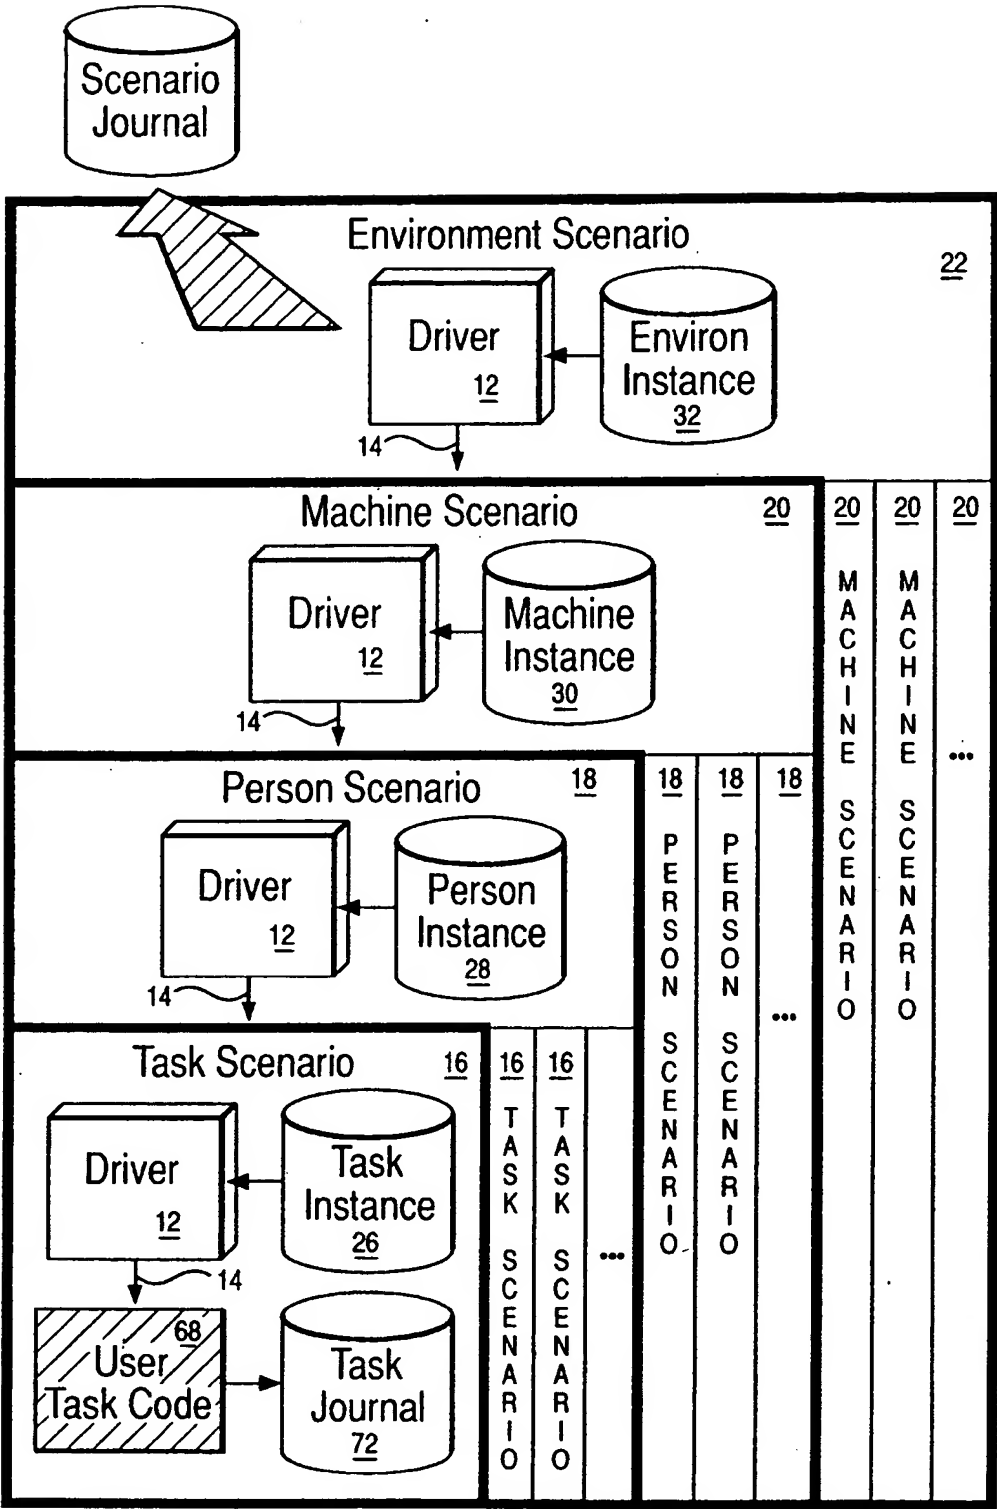 Scenario
Journal
Environment Scenario
22
Driver
12
Environ
Instance
32
14
Machine Scenario
20
20
20
20
Driver
12
Machine
Instance
30
14
MACHINE SCENARIO
MACHINE SCENARIO
...
Person Scenario
18
18
18
18
Driver
12
Person
Instance
28
14
PERSON SCENARIO
PERSON SCENARIO
...
Task Scenario
16
16
16
Driver
12
Task
Instance
26
14
TASK SCENARIO
TASK SCENARIO
...
68
User
Task Code
Task
Journal
72